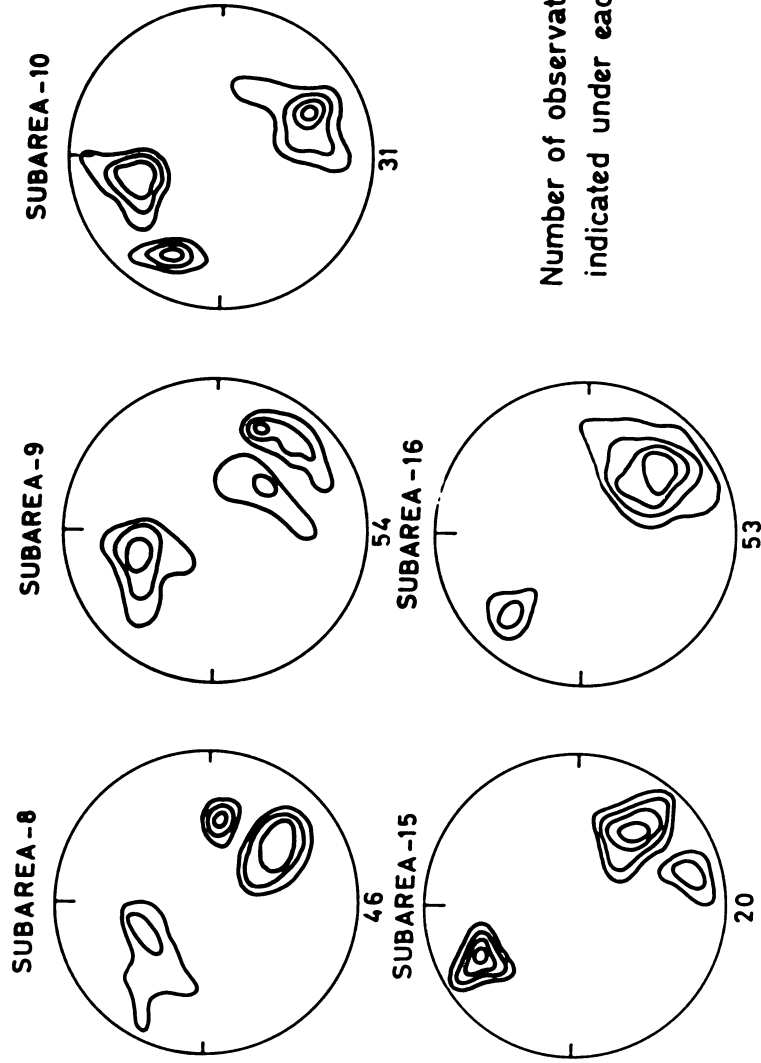 SUBAREA-8
46
SUBAREA-9
54
SUBAREA-10
31
SUBAREA-15
20
SUBAREA-16
53
Number of observat
indicated under eac